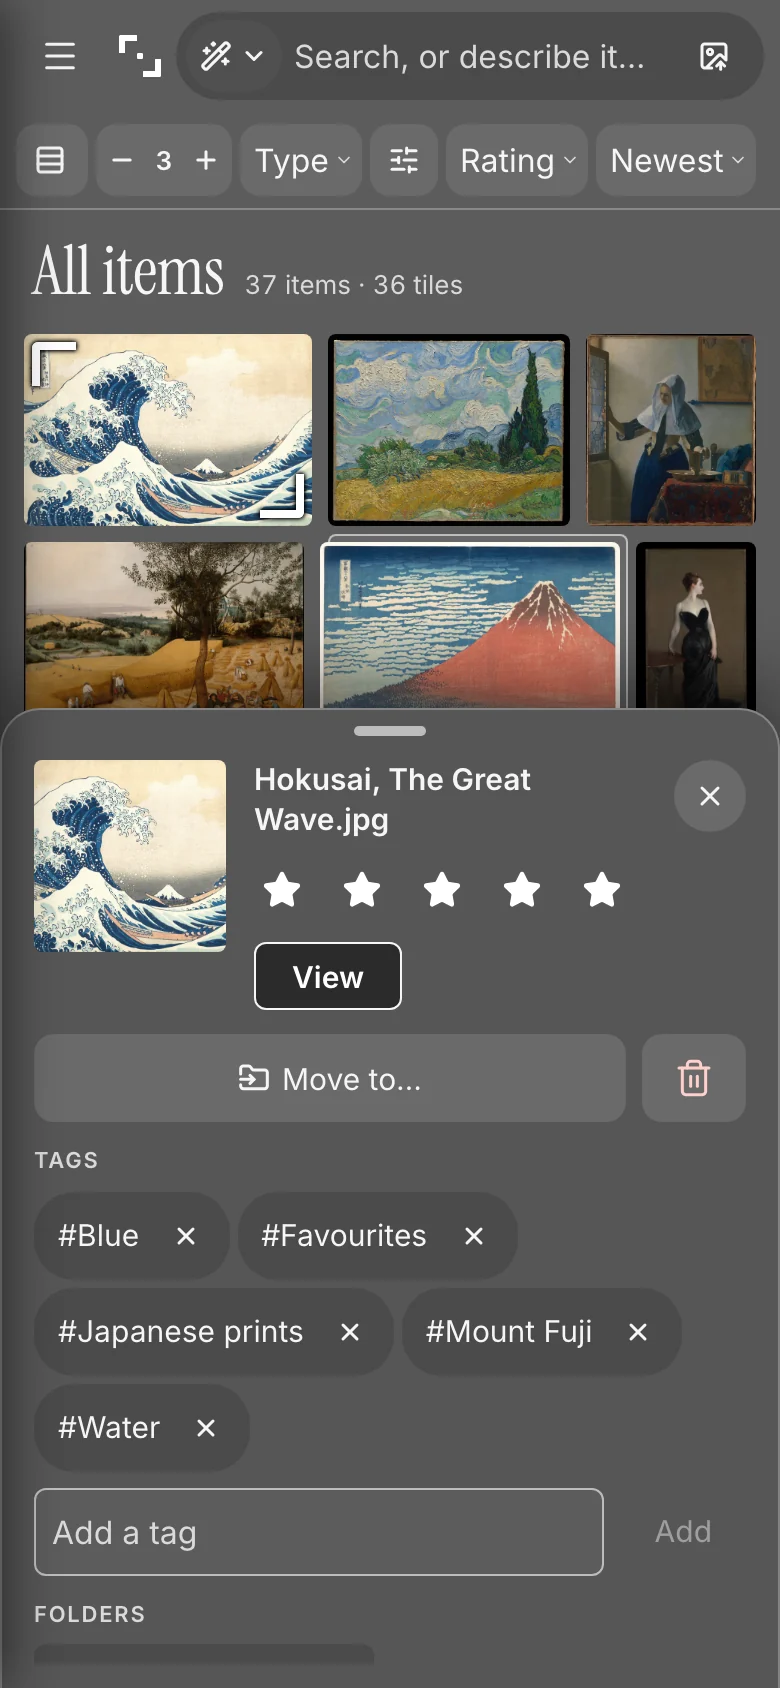 Search, or describe it...
3
Type
Rating
Newest
All items 37 items · 36 tiles
Hokusai, The Great
Wave.jpg
View
Move to...
TAGS
#Blue
#Favourites
#Japanese prints
#Mount Fuji
#Water
Add a tag
Add
FOLDERS